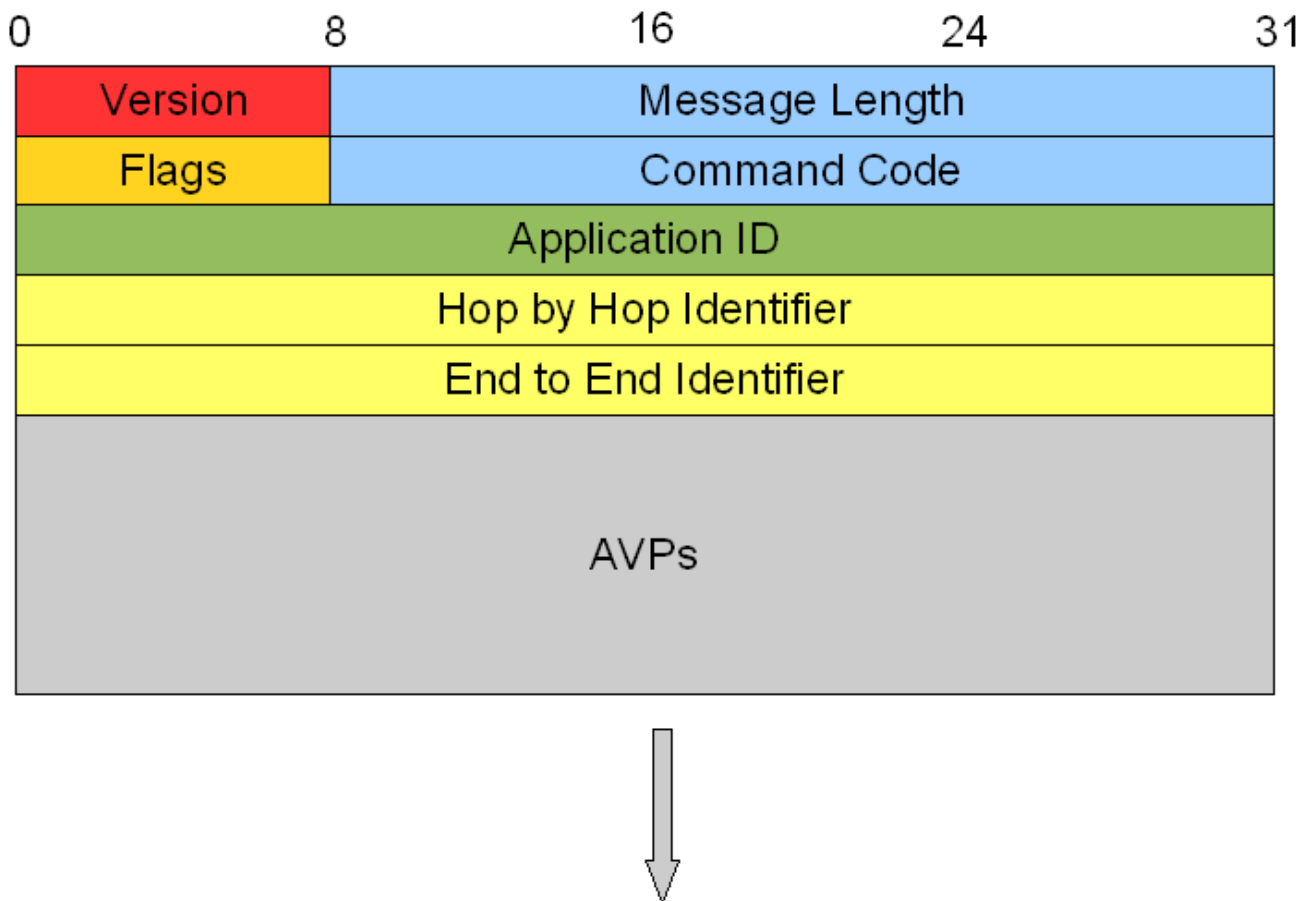 0 8 16 24 31
Version Message Length
Flags Command Code
Application ID
Hop by Hop Identifier
End to End Identifier
AVPs